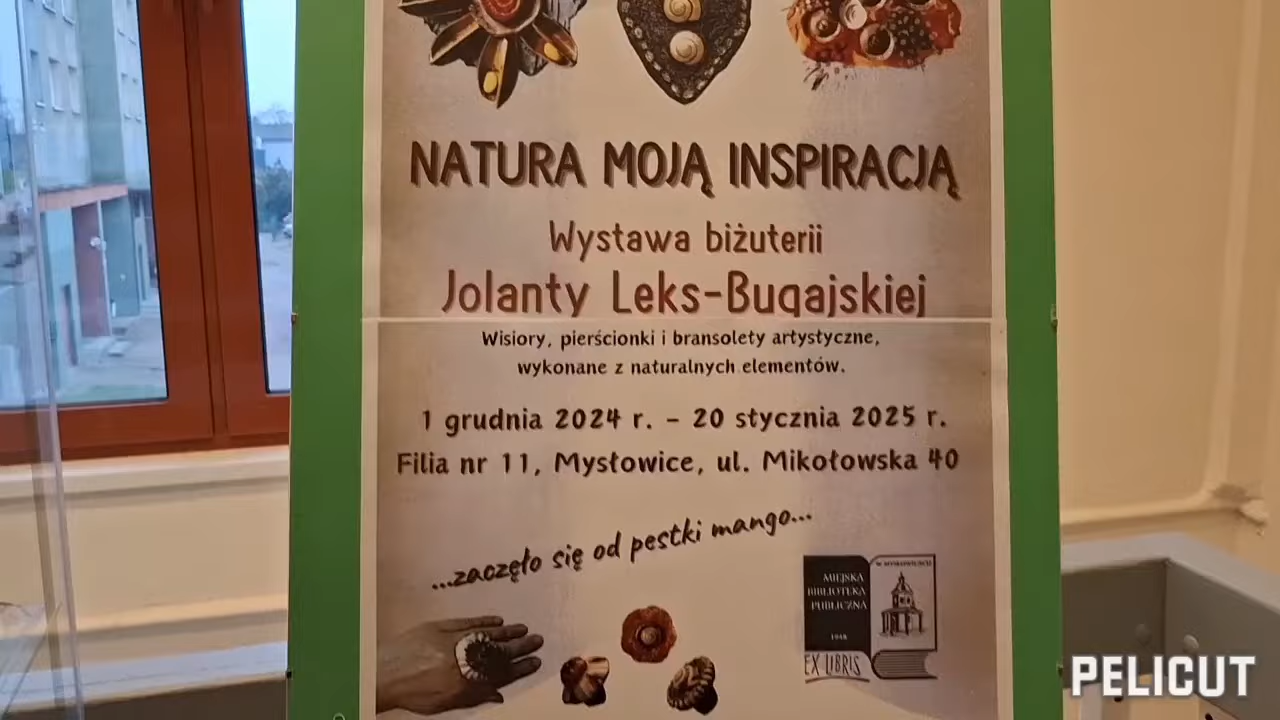 NATURA MOJĄ INSPIRACJĄ
Wystawa biżuterii
Jolanty Leks-Bugajskiej
Wisiory, pierścionki i bransolety artystyczne,
wykonane z naturalnych elementów.
1 grudnia 2024 r. – 20 stycznia 2025 r.
Filia nr 11, Mysłowice, ul. Mikołowska 40
...zaczęło się od pestki mango...
MIEJSKA
BIBLIOTEKA
PUBLICZNA
W MYSŁOWICACH
1948
EX LIBRIS
PELICUT